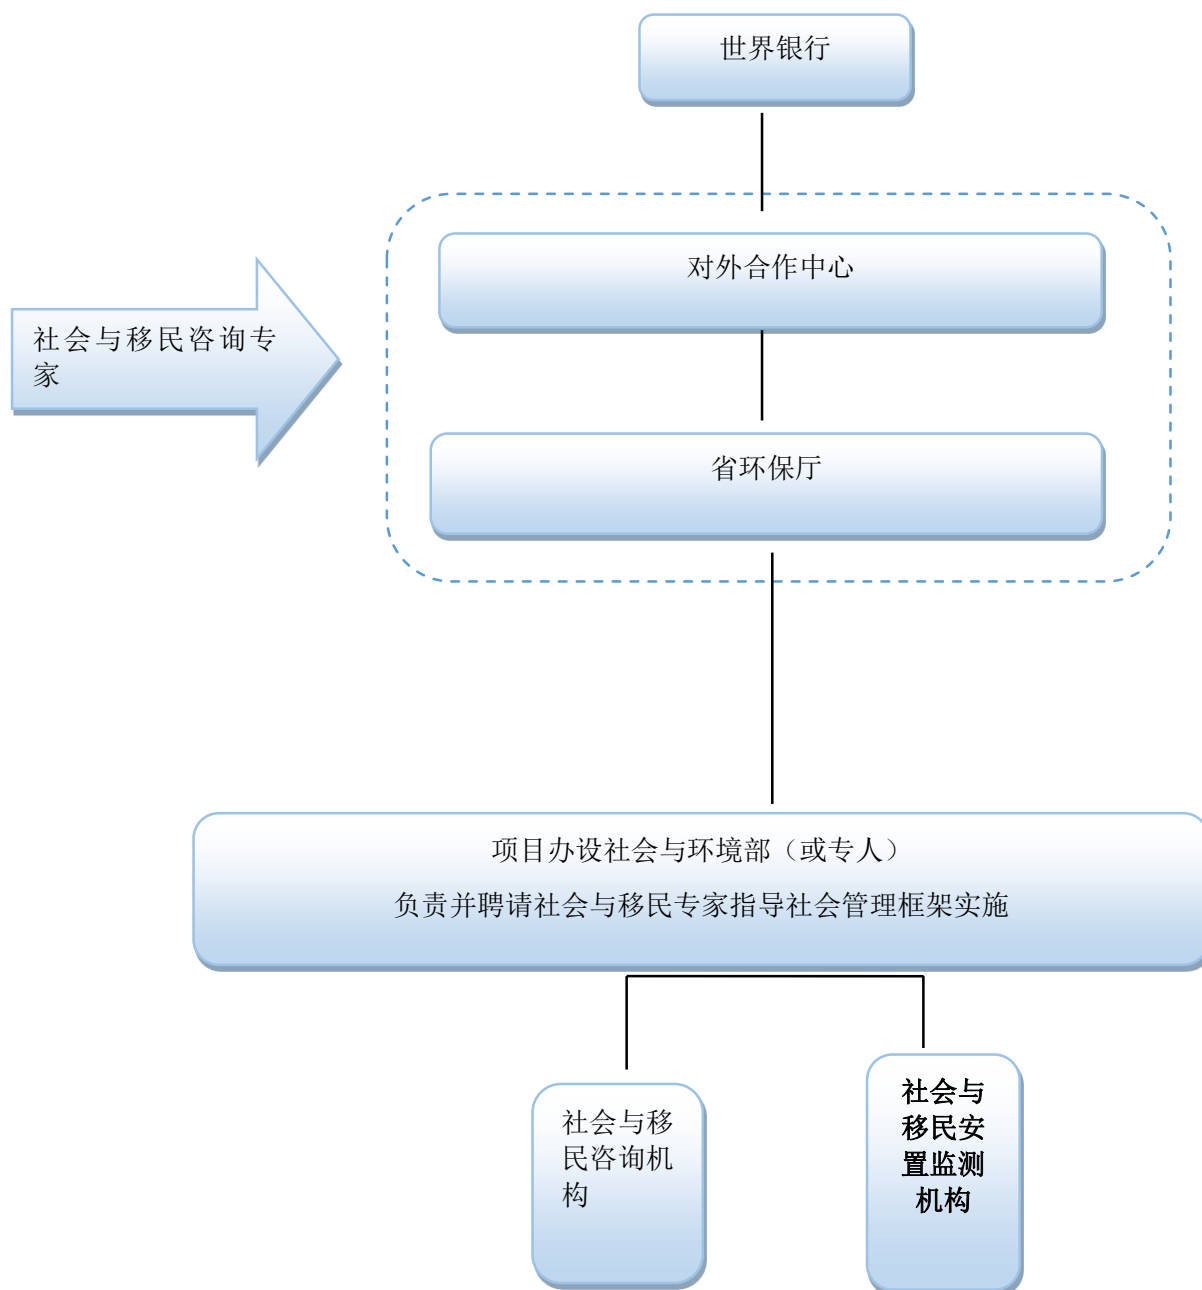 世界银行
对外合作中心
社会与移民咨询专
家
省环保厅
项目办设社会与环境部（或专人）
负责并聘请社会与移民专家指导社会管理框架实施
社会与移
民咨询机
构
社会与
移民安
置监测
机构